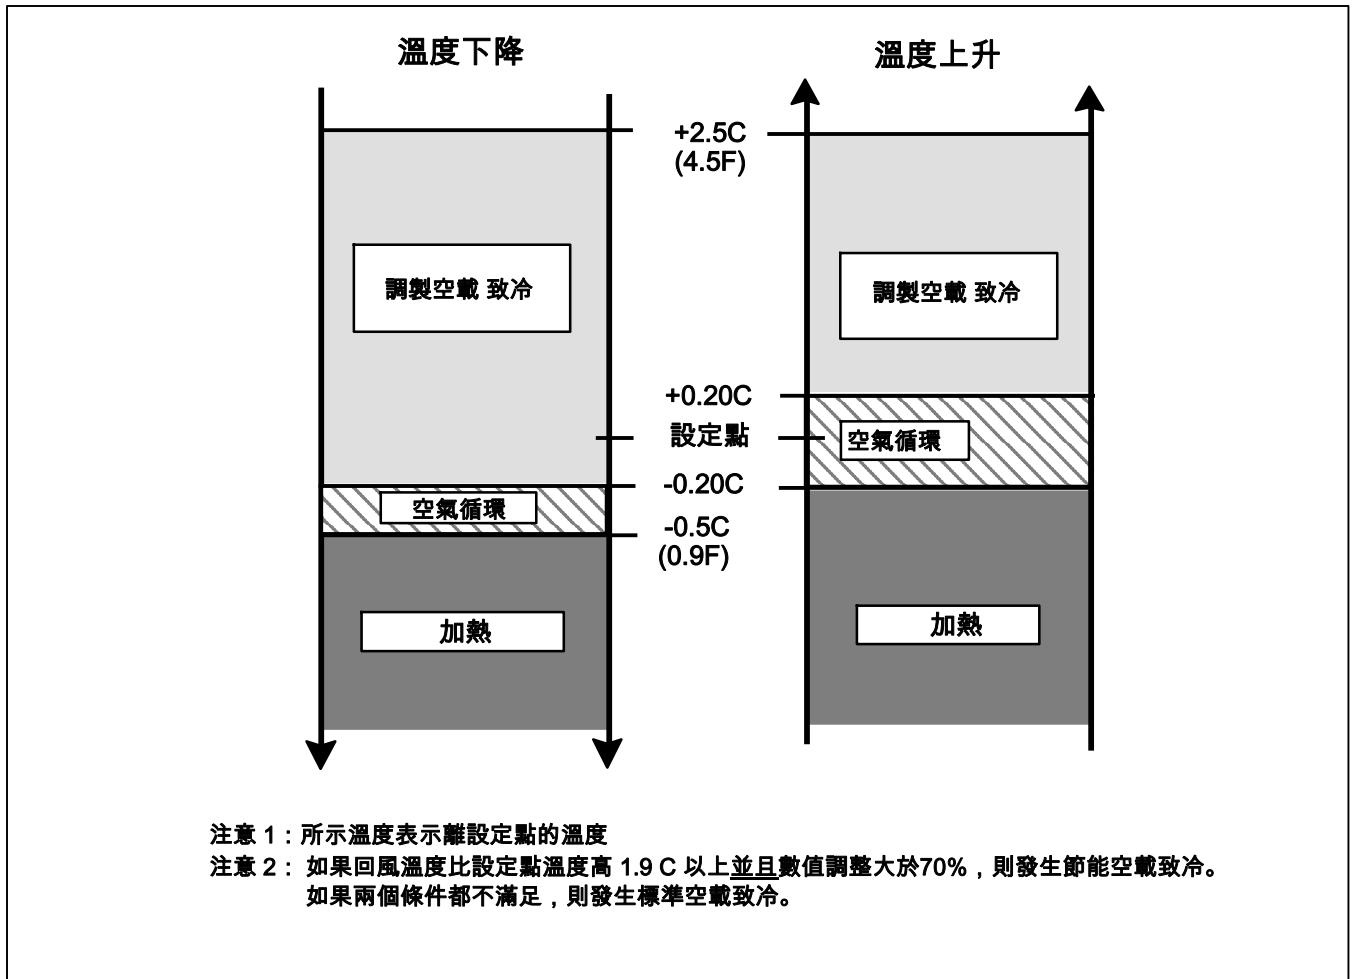 溫度下降
溫度上升
+2.5C
(4.5F)
調製空載 致冷
調製空載 致冷
+0.20C
設定點
空氣循環
-0.20C
空氣循環
-0.5C
(0.9F)
加熱
加熱
注意 1：所示溫度表示離設定點的溫度
注意 2： 如果回風溫度比設定點溫度高 1.9 C 以上並且數值調整大於70%，則發生節能空載致冷。
如果兩個條件都不滿足，則發生標準空載致冷。